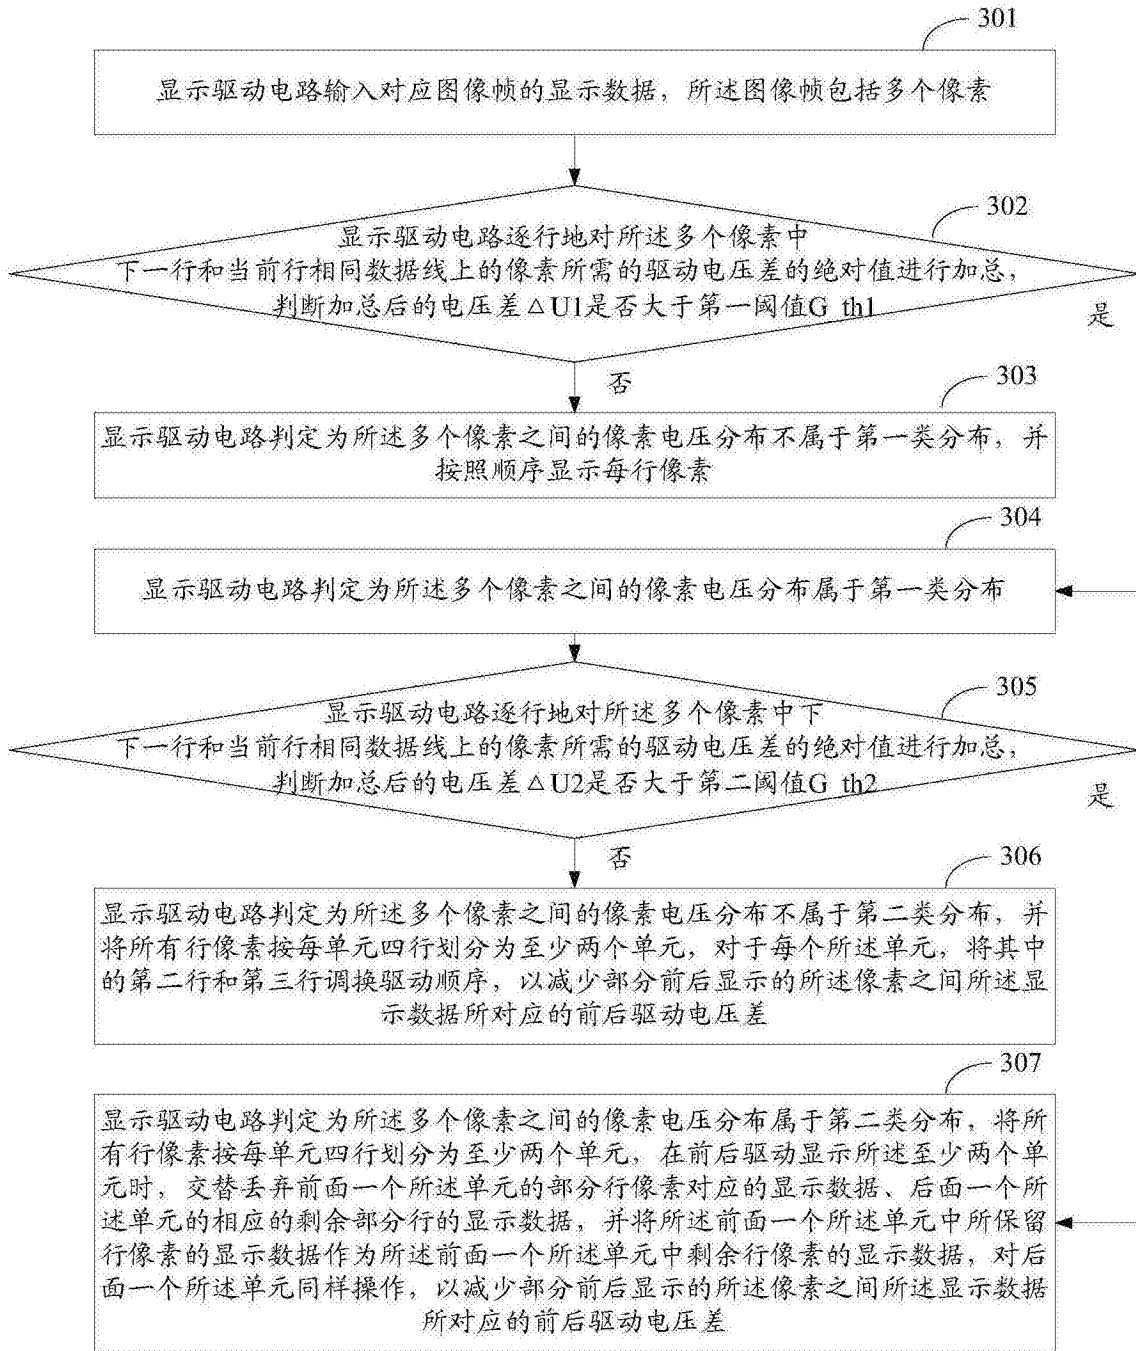 301
显示驱动电路输入对应图像帧的显示数据，所述图像帧包括多个像素
302
显示驱动电路逐行地对所述多个像素中
下一行和当前行相同数据线上的像素所需的驱动电压差的绝对值进行加总，
判断加总后的电压差△U1是否大于第一阈值G_th1
是
否
303
显示驱动电路判定为所述多个像素之间的像素电压分布不属于第一类分布，并
按照顺序显示每行像素
304
显示驱动电路判定为所述多个像素之间的像素电压分布属于第一类分布
305
显示驱动电路逐行地对所述多个像素中下
下一行和当前行相同数据线上的像素所需的驱动电压差的绝对值进行加总，
判断加总后的电压差△U2是否大于第二阈值G_th2
是
否
306
显示驱动电路判定为所述多个像素之间的像素电压分布不属于第二类分布，并
将所有行像素按每单元四行划分为至少两个单元，对于每个所述单元，将其中
的第二行和第三行调换驱动顺序，以减少部分前后显示的所述像素之间所述显
示数据所对应的前后驱动电压差
307
显示驱动电路判定为所述多个像素之间的像素电压分布属于第二类分布，将所
有行像素按每单元四行划分为至少两个单元，在前后驱动显示所述至少两个单
元时，交替丢弃前面一个所述单元的部分行像素对应的显示数据、后面一个所
述单元的相应的剩余部分行的显示数据，并将所述前面一个所述单元中所保留
行像素的显示数据作为所述前面一个所述单元中剩余行像素的显示数据，对后
面一个所述单元同样操作，以减少部分前后显示的所述像素之间所述显示数据
所对应的前后驱动电压差